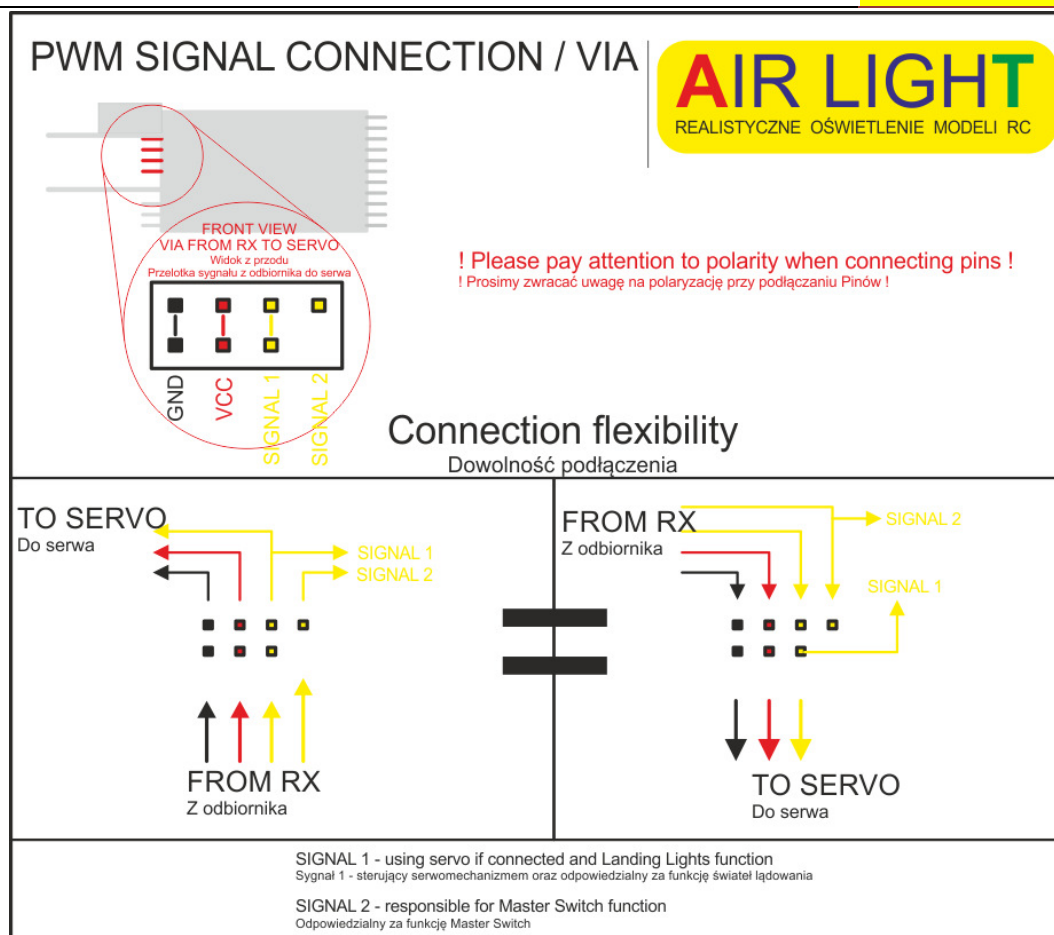 PWM SIGNAL CONNECTION / VIA
AIR LIGHT
REALISTYCZNE OŚWIETLENIE MODELI RC
FRONT VIEW
VIA FROM RX TO SERVO
Widok z przodu
Przelotka sygnału z odbiornika do serwa
! Please pay attention to polarity when connecting pins !
! Prosimy zwracać uwagę na polaryzację przy podłączaniu Pinów !
GND
VCC
SIGNAL 1
SIGNAL 2
Connection flexibility
Dowolność podłączenia
TO SERVO
Do serwa
SIGNAL 1
SIGNAL 2
FROM RX
Z odbiornika
FROM RX
Z odbiornika
SIGNAL 2
SIGNAL 1
TO SERVO
Do serwa
SIGNAL 1 - using servo if connected and Landing Lights function
Sygnał 1 - sterujący serwomechanizmem oraz odpowiedzialny za funkcję świateł lądowania
SIGNAL 2 - responsible for Master Switch function
Odpowiedzialny za funkcję Master Switch